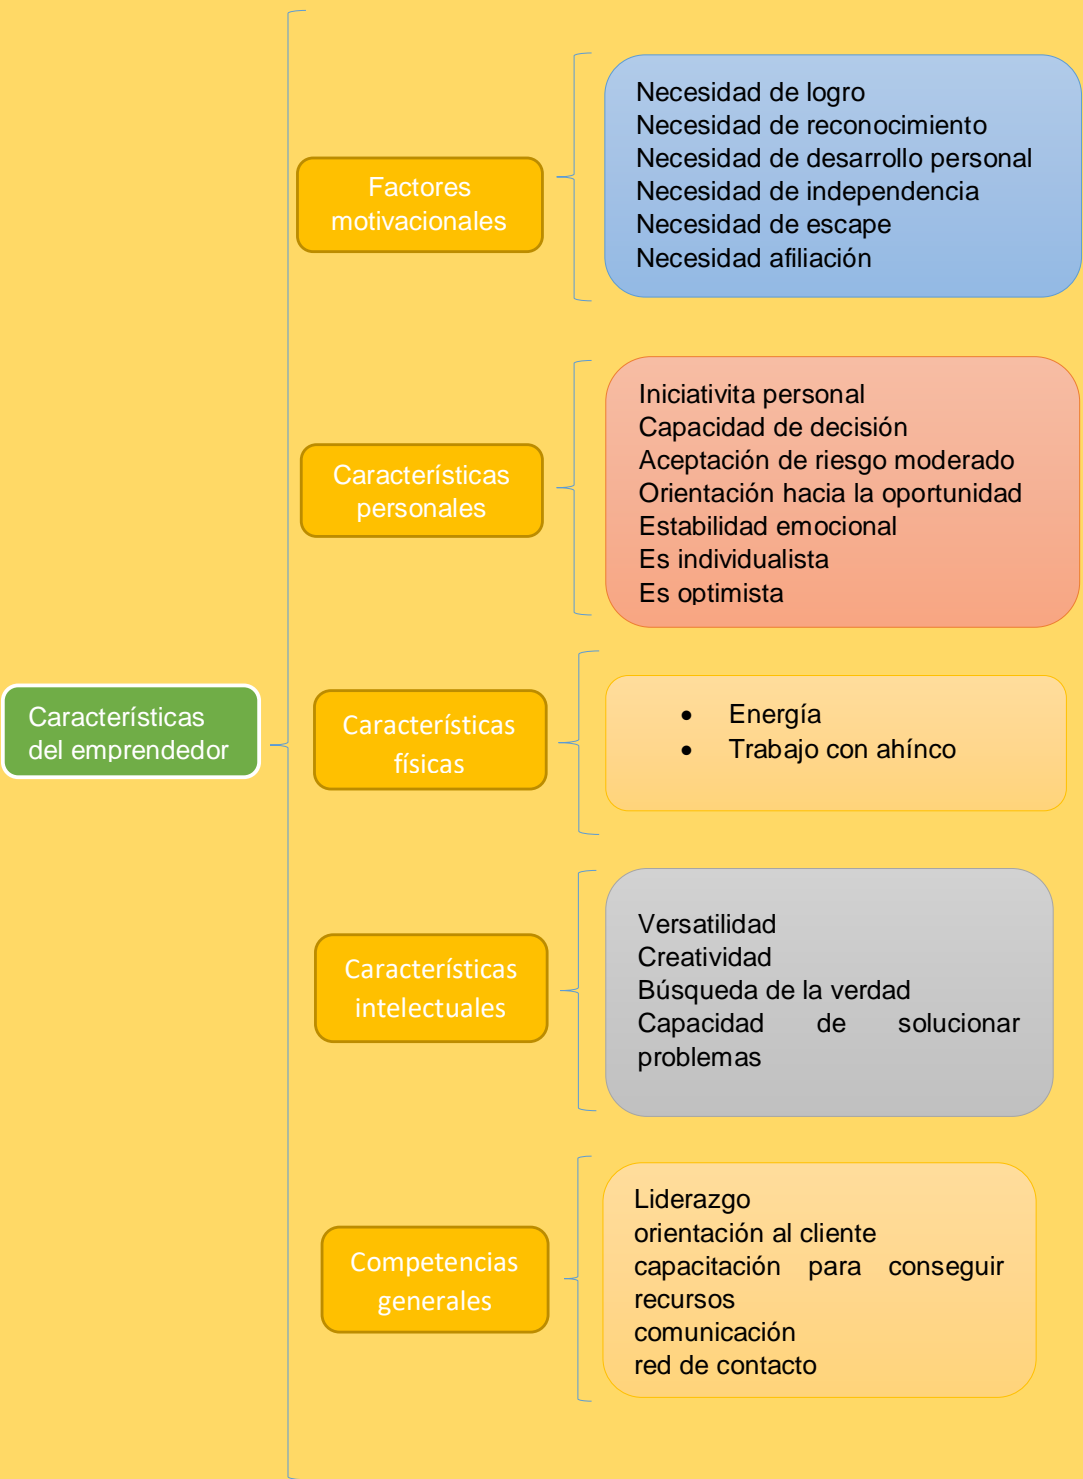 Características
del emprendedor
Factores
motivacionales
Necesidad de logro
Necesidad de reconocimiento
Necesidad de desarrollo personal
Necesidad de independencia
Necesidad de escape
Necesidad afiliación
Características
personales
Iniciativita personal
Capacidad de decisión
Aceptación de riesgo moderado
Orientación hacia la oportunidad
Estabilidad emocional
Es individualista
Es optimista
Características
físicas
• Energía
• Trabajo con ahínco
Características
intelectuales
Versatilidad
Creatividad
Búsqueda de la verdad
Capacidad de solucionar
problemas
Competencias
generales
Liderazgo
orientación al cliente
capacitación para conseguir
recursos
comunicación
red de contacto